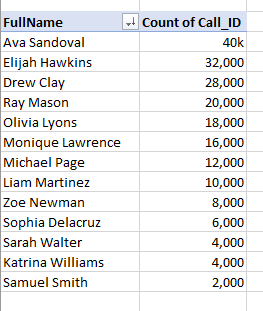 FullName Count of Call_ID
Ava Sandoval 40k
Elijah Hawkins 32,000
Drew Clay 28,000
Ray Mason 20,000
Olivia Lyons 18,000
Monique Lawrence 16,000
Michael Page 12,000
Liam Martinez 10,000
Zoe Newman 8,000
Sophia Delacruz 6,000
Sarah Walter 4,000
Katrina Williams 4,000
Samuel Smith 2,000